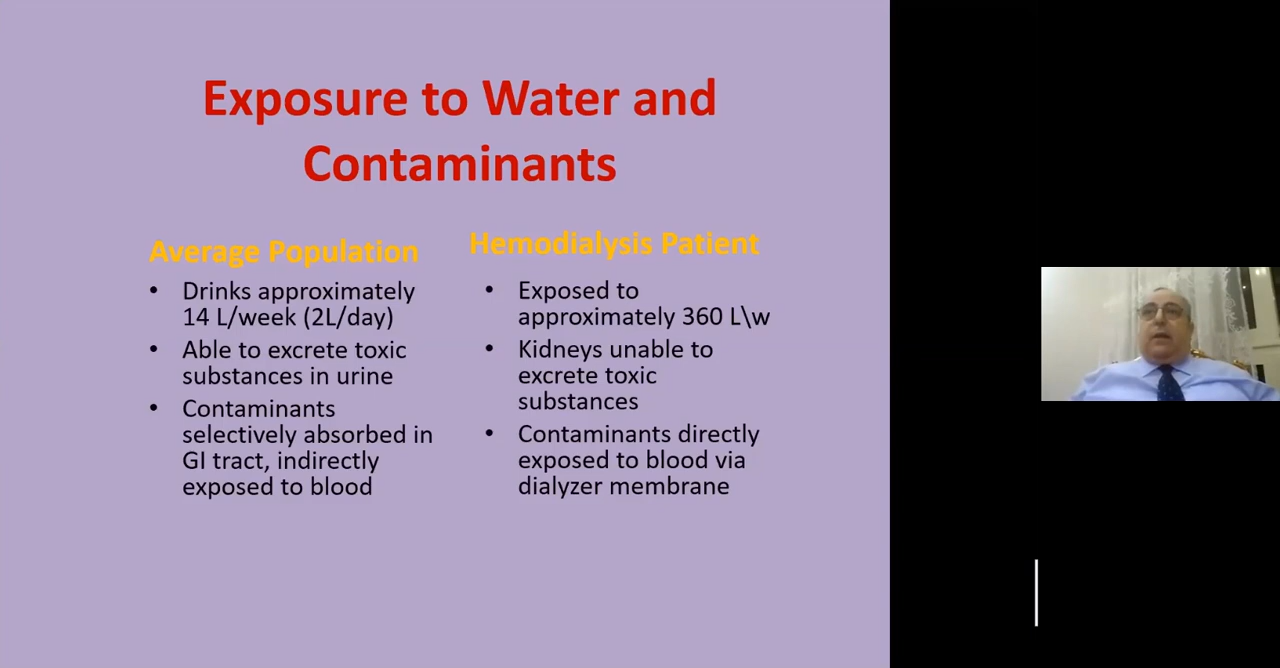 Exposure to Water and
Contaminants
Average Population
• Drinks approximately
14 L/week (2L/day)
• Able to excrete toxic
substances in urine
• Contaminants
selectively absorbed in
GI tract, indirectly
exposed to blood
Hemodialysis Patient
• Exposed to
approximately 360 L\w
• Kidneys unable to
excrete toxic
substances
• Contaminants directly
exposed to blood via
dialyzer membrane